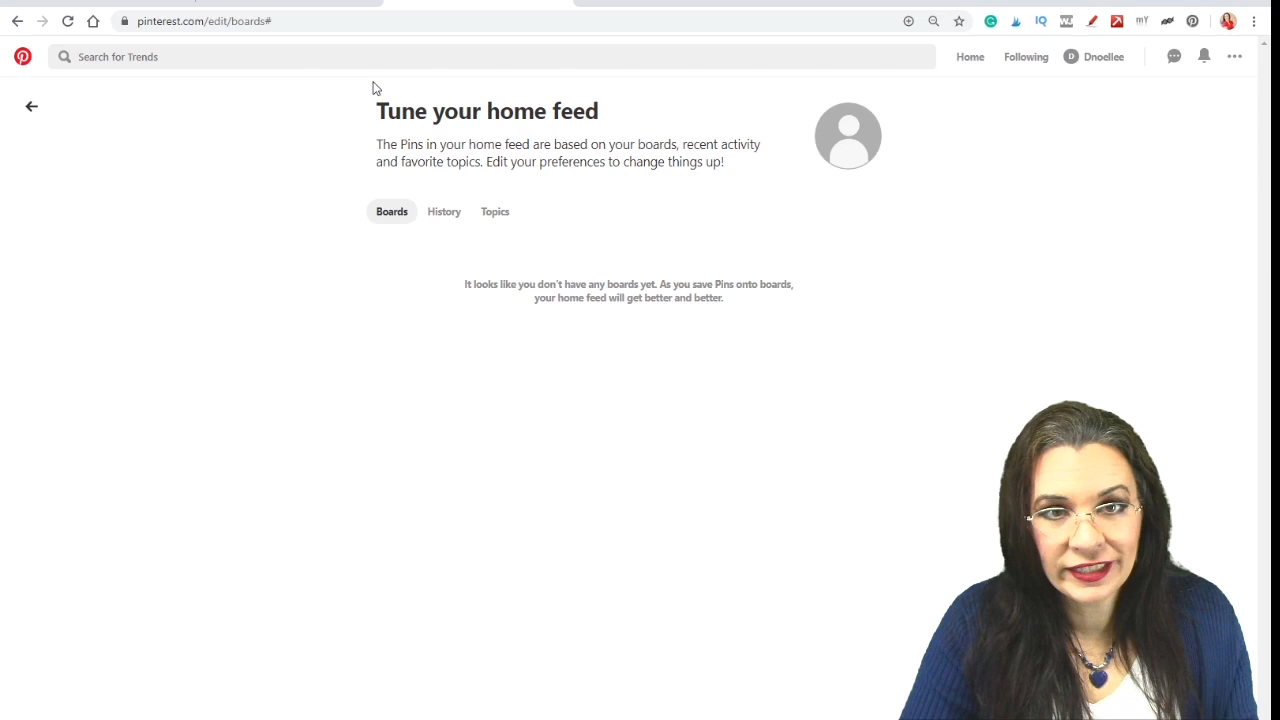 pinterest.com/edit/boards#
Search for Trends
Home
Following
D
Dnoellee
Tune your home feed
The Pins in your home feed are based on your boards, recent activity
and favorite topics. Edit your preferences to change things up!
Boards
History
Topics
It looks like you don't have any boards yet. As you save Pins onto boards,
your home feed will get better and better.